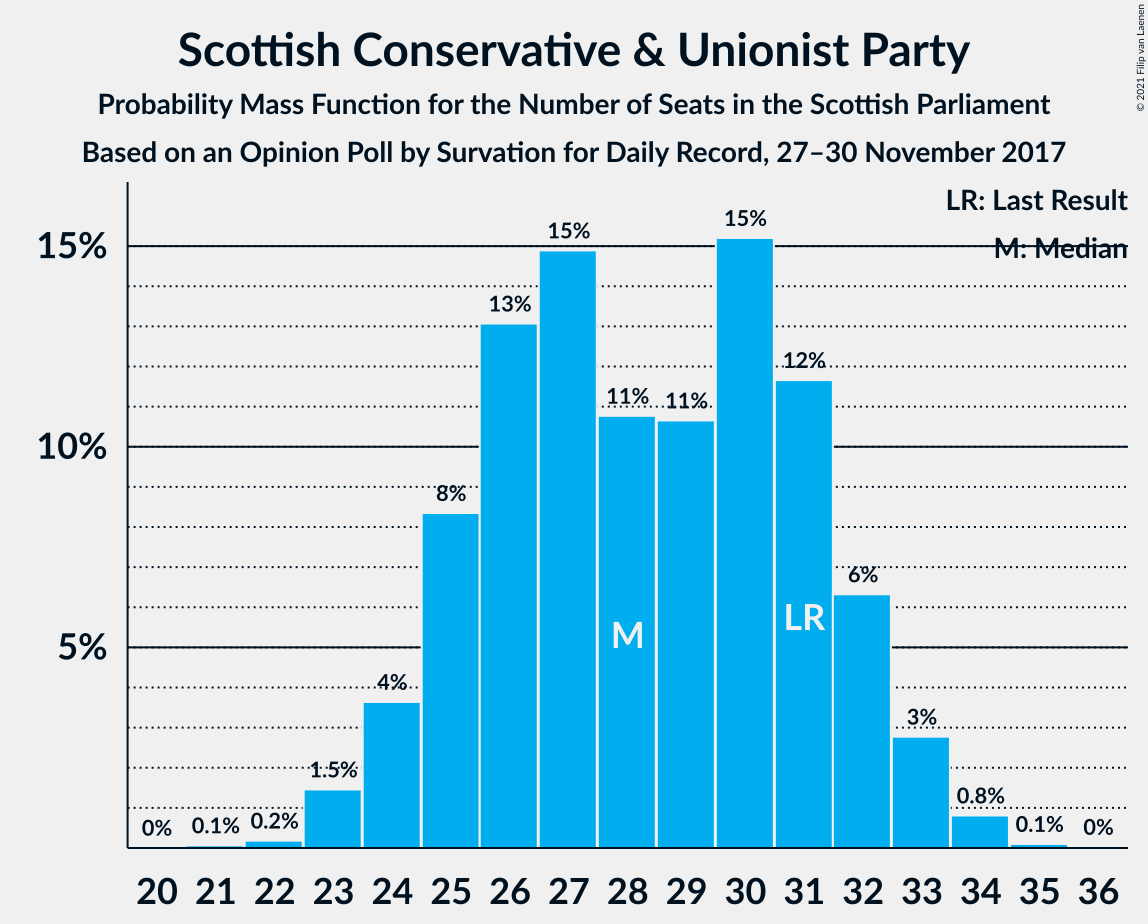 Scottish Conservative & Unionist Party
Probability Mass Function for the Number of Seats in the Scottish Parliament
Based on an Opinion Poll by Survation for Daily Record, 27–30 November 2017
© 2021 Filip van Laenen
LR: Last Result
M: Median
15%
10%
5%
0%
0.1%
0.2%
1.5%
4%
8%
13%
15%
11%
11%
15%
12%
6%
3%
0.8%
0.1%
0%
M
LR
20 21 22 23 24 25 26 27 28 29 30 31 32 33 34 35 36